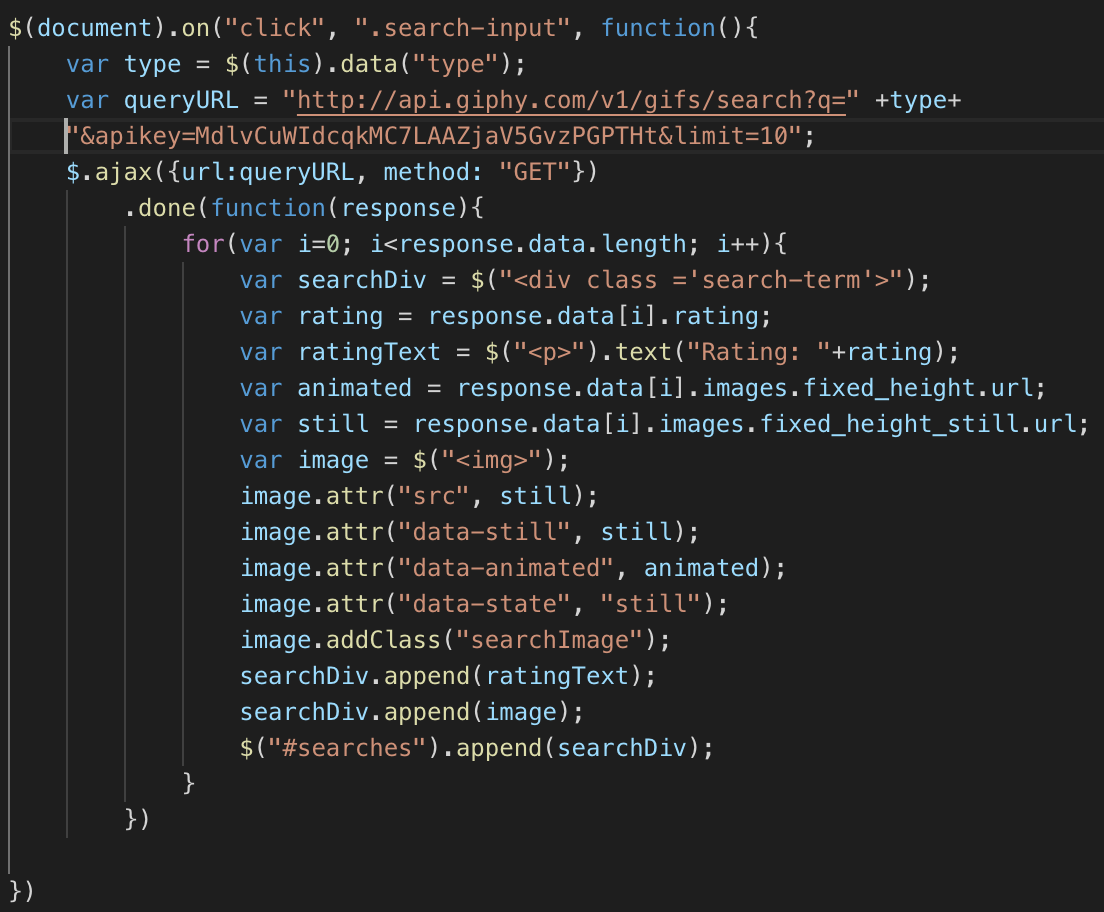 $(document).on("click", ".search-input", function(){
    var type = $(this).data("type");
    var queryURL = "http://api.giphy.com/v1/gifs/search?q=" +type+
    "&apikey=MdlvCuWIdcqkMC7LAAZjaV5GvzPGPTHt&limit=10";
    $.ajax({url:queryURL, method: "GET"})
        .done(function(response){
            for(var i=0; i<response.data.length; i++){
                var searchDiv = $("<div class ='search-term'>");
                var rating = response.data[i].rating;
                var ratingText = $("<p>").text("Rating: "+rating);
                var animated = response.data[i].images.fixed_height.url;
                var still = response.data[i].images.fixed_height_still.url;
                var image = $("<img>");
                image.attr("src", still);
                image.attr("data-still", still);
                image.attr("data-animated", animated);
                image.attr("data-state", "still");
                image.addClass("searchImage");
                searchDiv.append(ratingText);
                searchDiv.append(image);
                $("#searches").append(searchDiv);
            }
        })
})